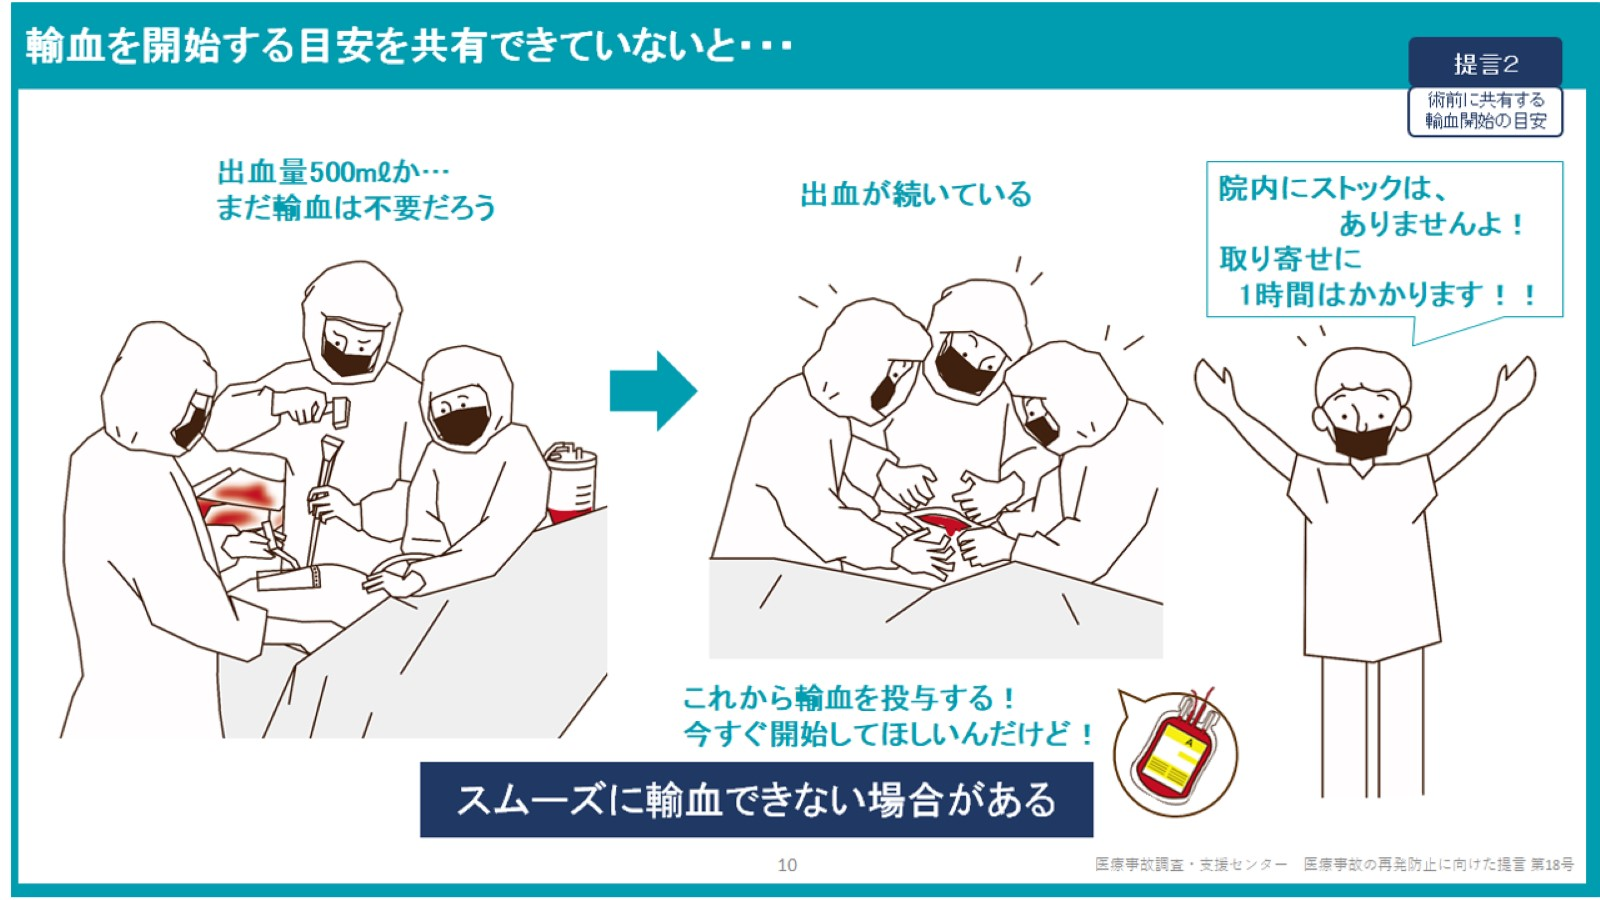 輸血を開始する目安を共有できていないと・・・
提言2
術前に共有する
輸血開始の目安
出血量500mℓか…
まだ輸血は不要だろう
出血が続いている
院内にストックは、
ありませんよ！
取り寄せに
1時間はかかります！！
これから輸血を投与する！
今すぐ開始してほしいんだけど！
A
スムーズに輸血できない場合がある
10
医療事故調査・支援センター　医療事故の再発防止に向けた提言 第18号